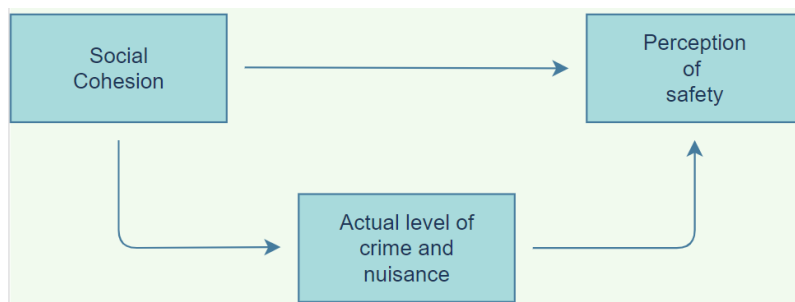 Social
Cohesion
Perception
of
safety
Actual level of
crime and
nuisance